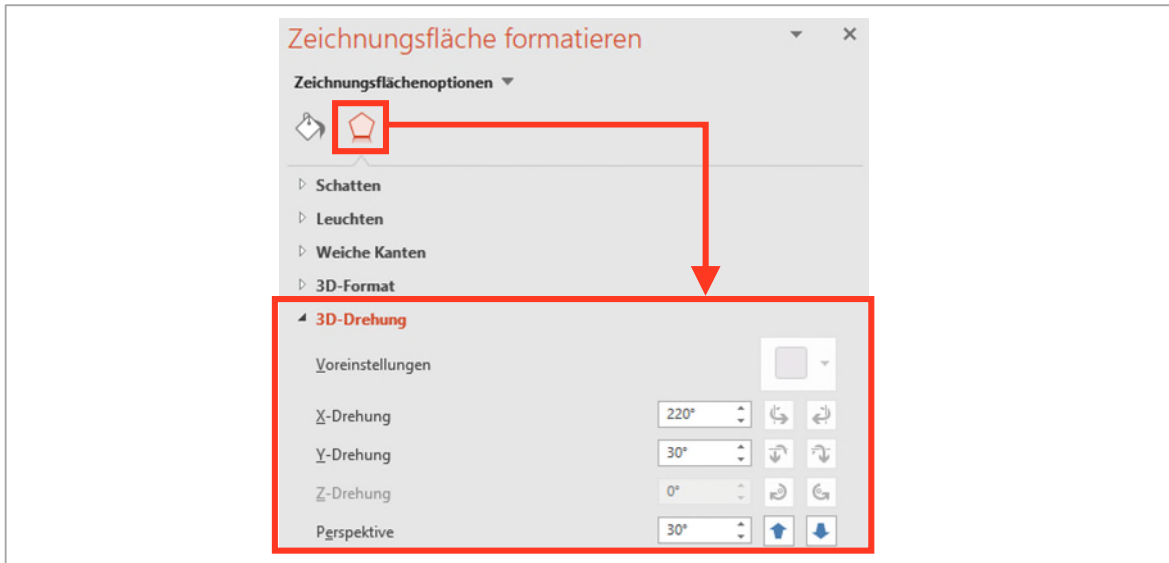 Zeichnungsfläche formatieren
Zeichnungsflächenoptionen
Schatten
Leuchten
Weiche Kanten
3D-Format
3D-Drehung
Voreinstellungen
X-Drehung 220°
Y-Drehung 30°
Z-Drehung 0°
Perspektive 30°